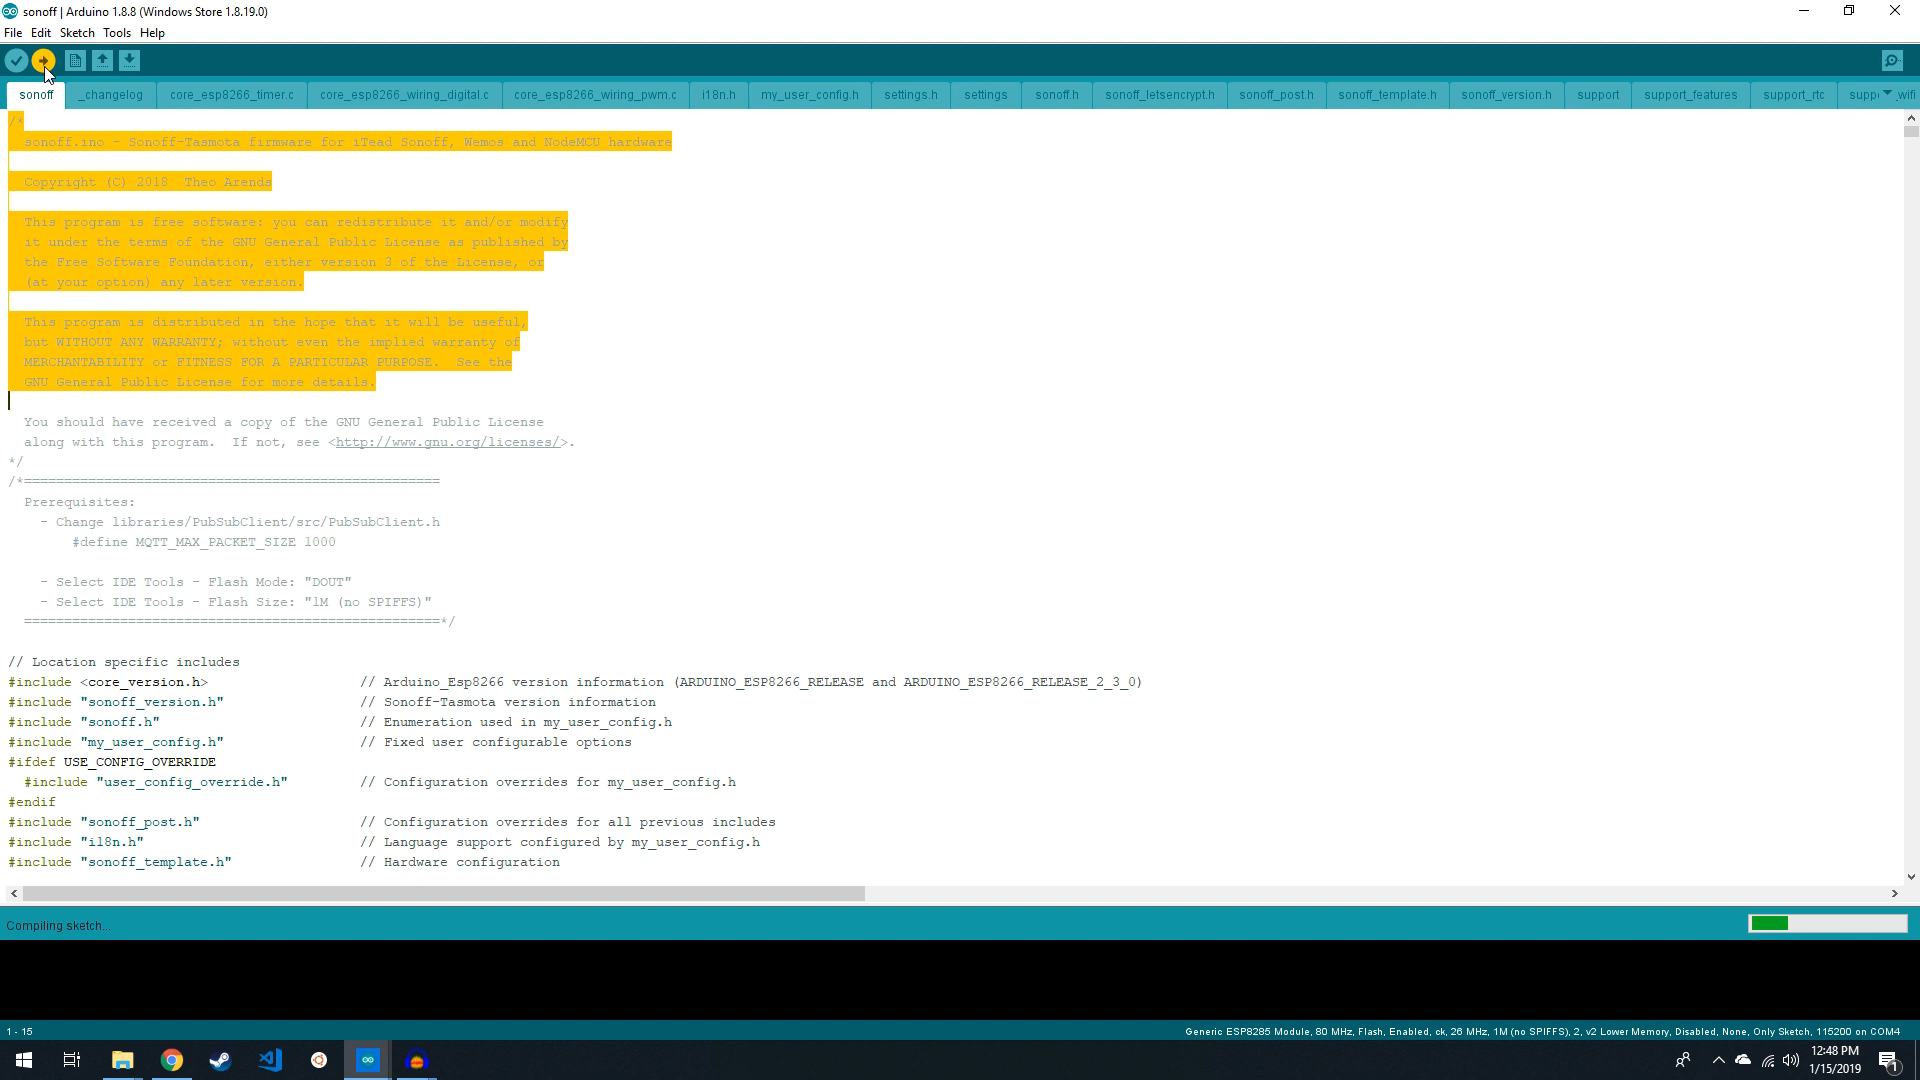 sonoff | Arduino 1.8.8 (Windows Store 1.8.19.0)
File Edit Sketch Tools Help
sonoff _changelog core_esp8266_timer.c core_esp8266_wiring_digital.c core_esp8266_wiring_pwm.c i18n.h my_user_config.h settings.h settings sonoff.h sonoff_letsencrypt.h sonoff_post.h sonoff_template.h sonoff_version.h support support_features support_rtc
/*
sonoff.ino - Sonoff-Tasmota firmware for iTead Sonoff, Wemos and NodeMCU hardware
Copyright (C) 2018  Theo Arends
This program is free software: you can redistribute it and/or modify
it under the terms of the GNU General Public License as published by
the Free Software Foundation, either version 3 of the License, or
(at your option) any later version.
This program is distributed in the hope that it will be useful,
but WITHOUT ANY WARRANTY; without even the implied warranty of
MERCHANTABILITY or FITNESS FOR A PARTICULAR PURPOSE.  See the
GNU General Public License for more details.
You should have received a copy of the GNU General Public License
along with this program.  If not, see <http://www.gnu.org/licenses/>.
*/
/*====================================================
Prerequisites:
- Change libraries/PubSubClient/src/PubSubClient.h
#define MQTT_MAX_PACKET_SIZE 1000
- Select IDE Tools - Flash Mode: "DOUT"
- Select IDE Tools - Flash Size: "1M (no SPIFFS)"
====================================================*/
// Location specific includes
#include <core_version.h> // Arduino_Esp8266 version information (ARDUINO_ESP8266_RELEASE and ARDUINO_ESP8266_RELEASE_2_3_0)
#include "sonoff_version.h" // Sonoff-Tasmota version information
#include "sonoff.h" // Enumeration used in my_user_config.h
#include "my_user_config.h" // Fixed user configurable options
#ifdef USE_CONFIG_OVERRIDE
#include "user_config_override.h" // Configuration overrides for my_user_config.h
#endif
#include "sonoff_post.h" // Configuration overrides for all previous includes
#include "i18n.h" // Language support configured by my_user_config.h
#include "sonoff_template.h" // Hardware configuration
Compiling sketch...
1 - 15 Generic ESP8285 Module, 80 MHz, Flash, Enabled, ck, 26 MHz, 1M (no SPIFFS), 2, v2 Lower Memory, Disabled, None, Only Sketch, 115200 on COM4
12:48 PM
1/15/2019
1